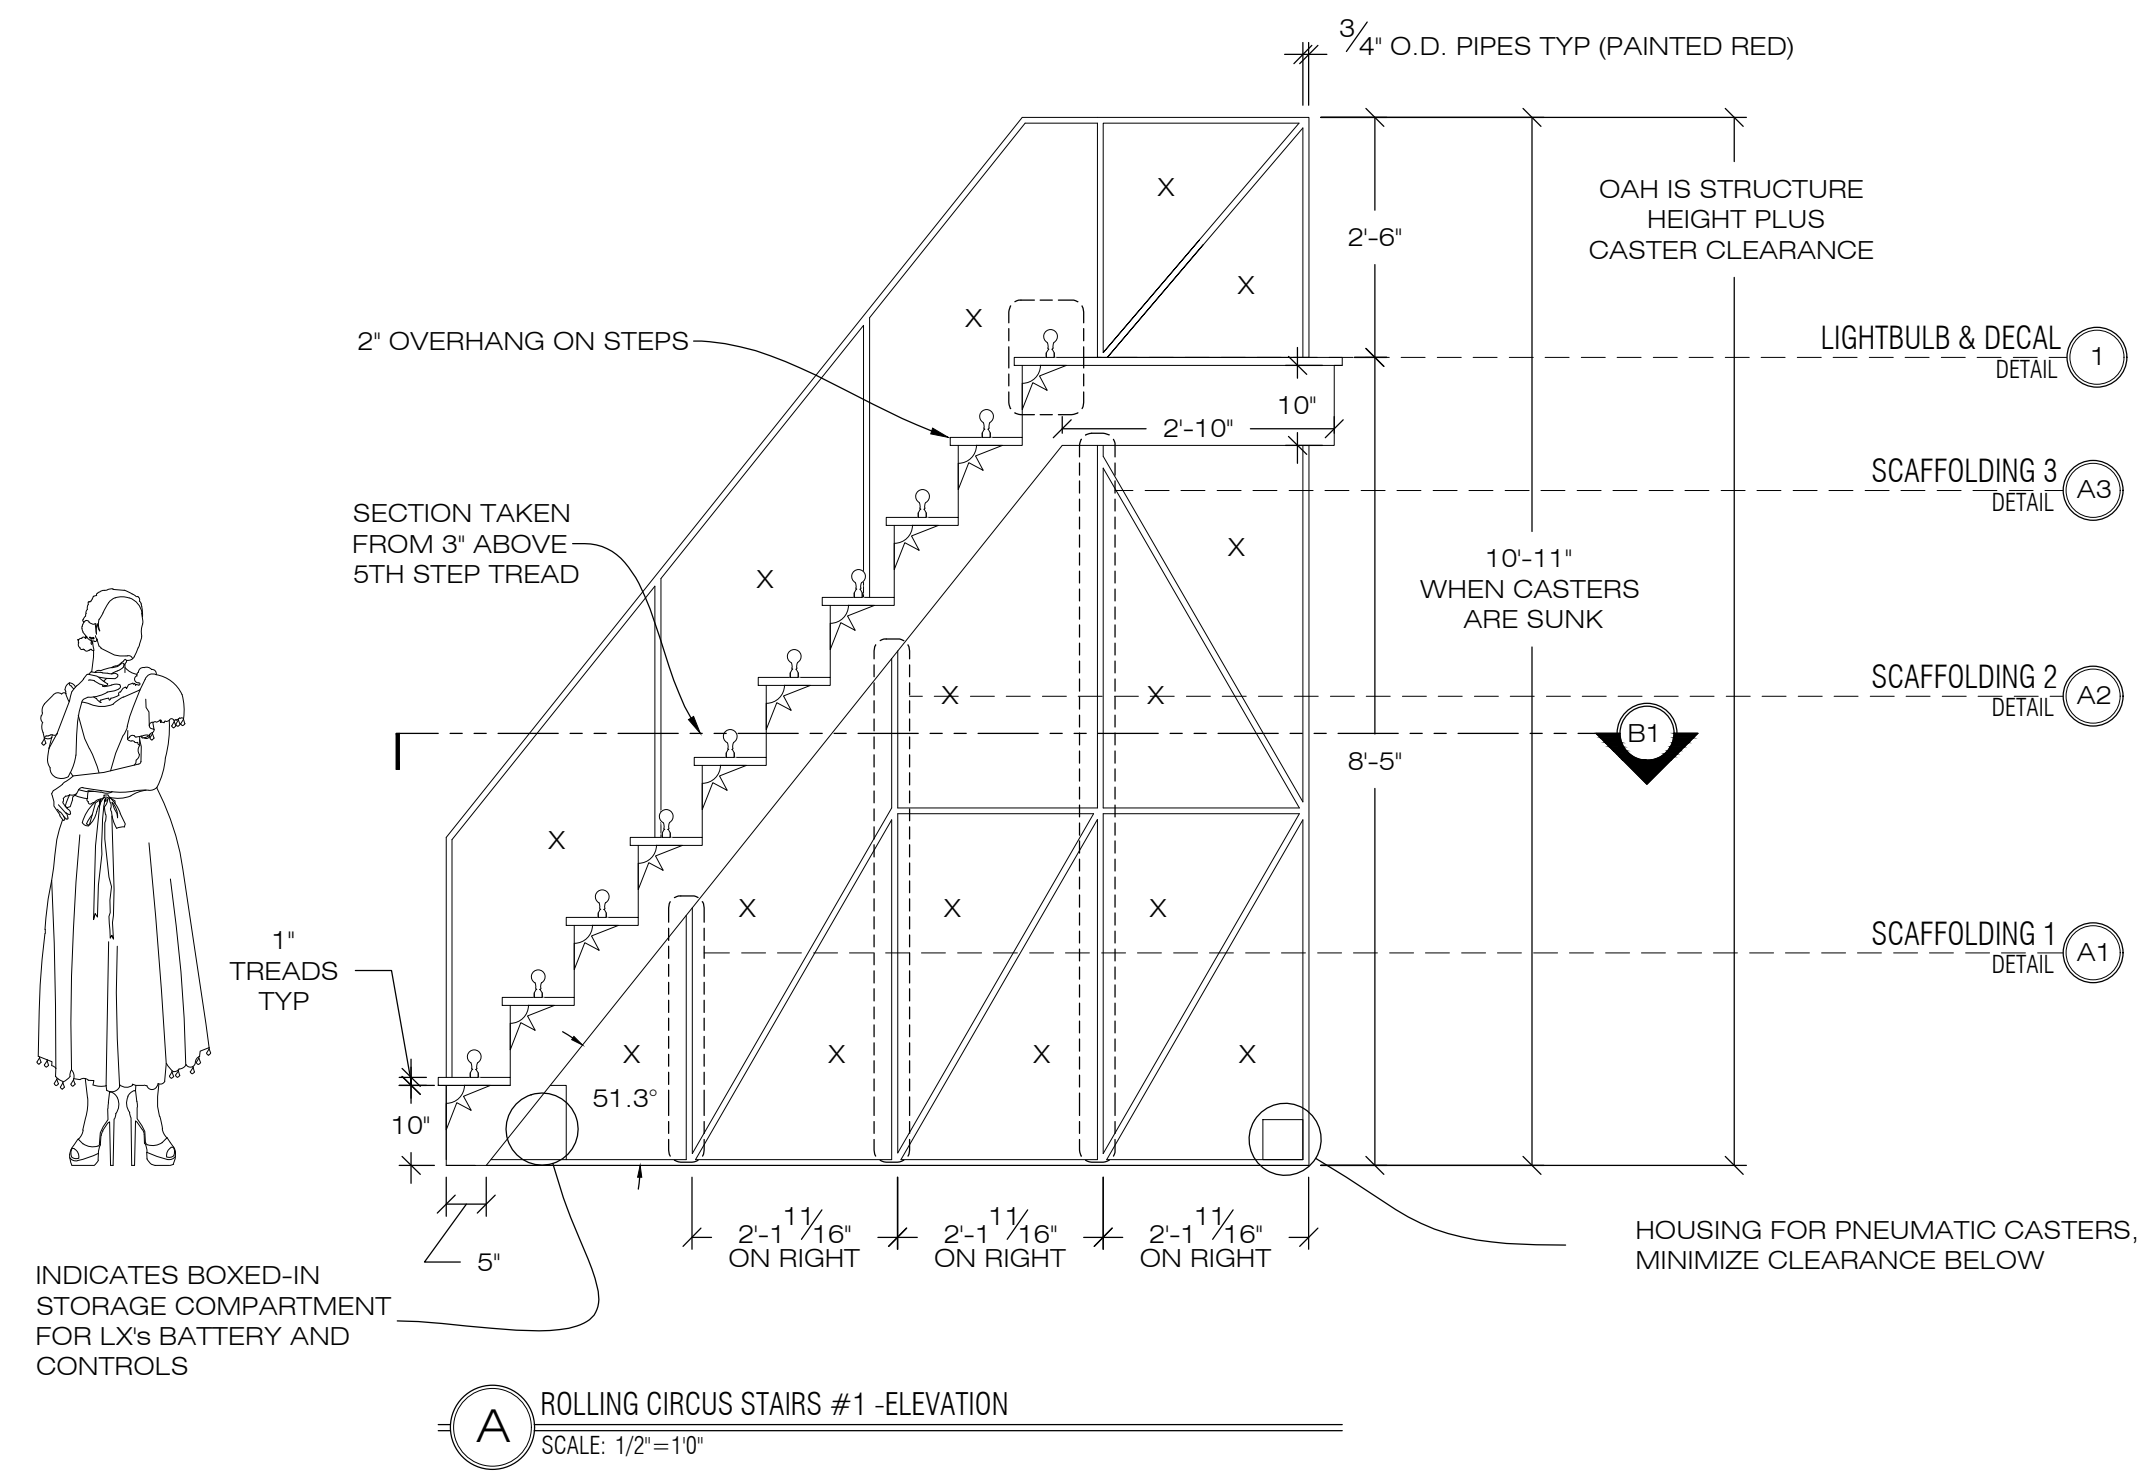 3/4" O.D. PIPES TYP (PAINTED RED)
OAH IS STRUCTURE
HEIGHT PLUS
CASTER CLEARANCE
X
2'-6"
X
X
2" OVERHANG ON STEPS
LIGHTBULB & DECAL
DETAIL
1
10"
2'-10"
SCAFFOLDING 3
DETAIL
A3
SECTION TAKEN
FROM 3" ABOVE
5TH STEP TREAD
X
X
10'-11"
WHEN CASTERS
ARE SUNK
X
X
SCAFFOLDING 2
DETAIL
A2
B1
8'-5"
X
X
X
X
SCAFFOLDING 1
DETAIL
A1
1"
TREADS
TYP
X
X
X
X
51.3°
10"
2'-1 11/16"
ON RIGHT
2'-1 11/16"
ON RIGHT
2'-1 11/16"
ON RIGHT
5"
HOUSING FOR PNEUMATIC CASTERS,
MINIMIZE CLEARANCE BELOW
INDICATES BOXED-IN
STORAGE COMPARTMENT
FOR LX's BATTERY AND
CONTROLS
A
ROLLING CIRCUS STAIRS #1 -ELEVATION
SCALE: 1/2"=1'0"